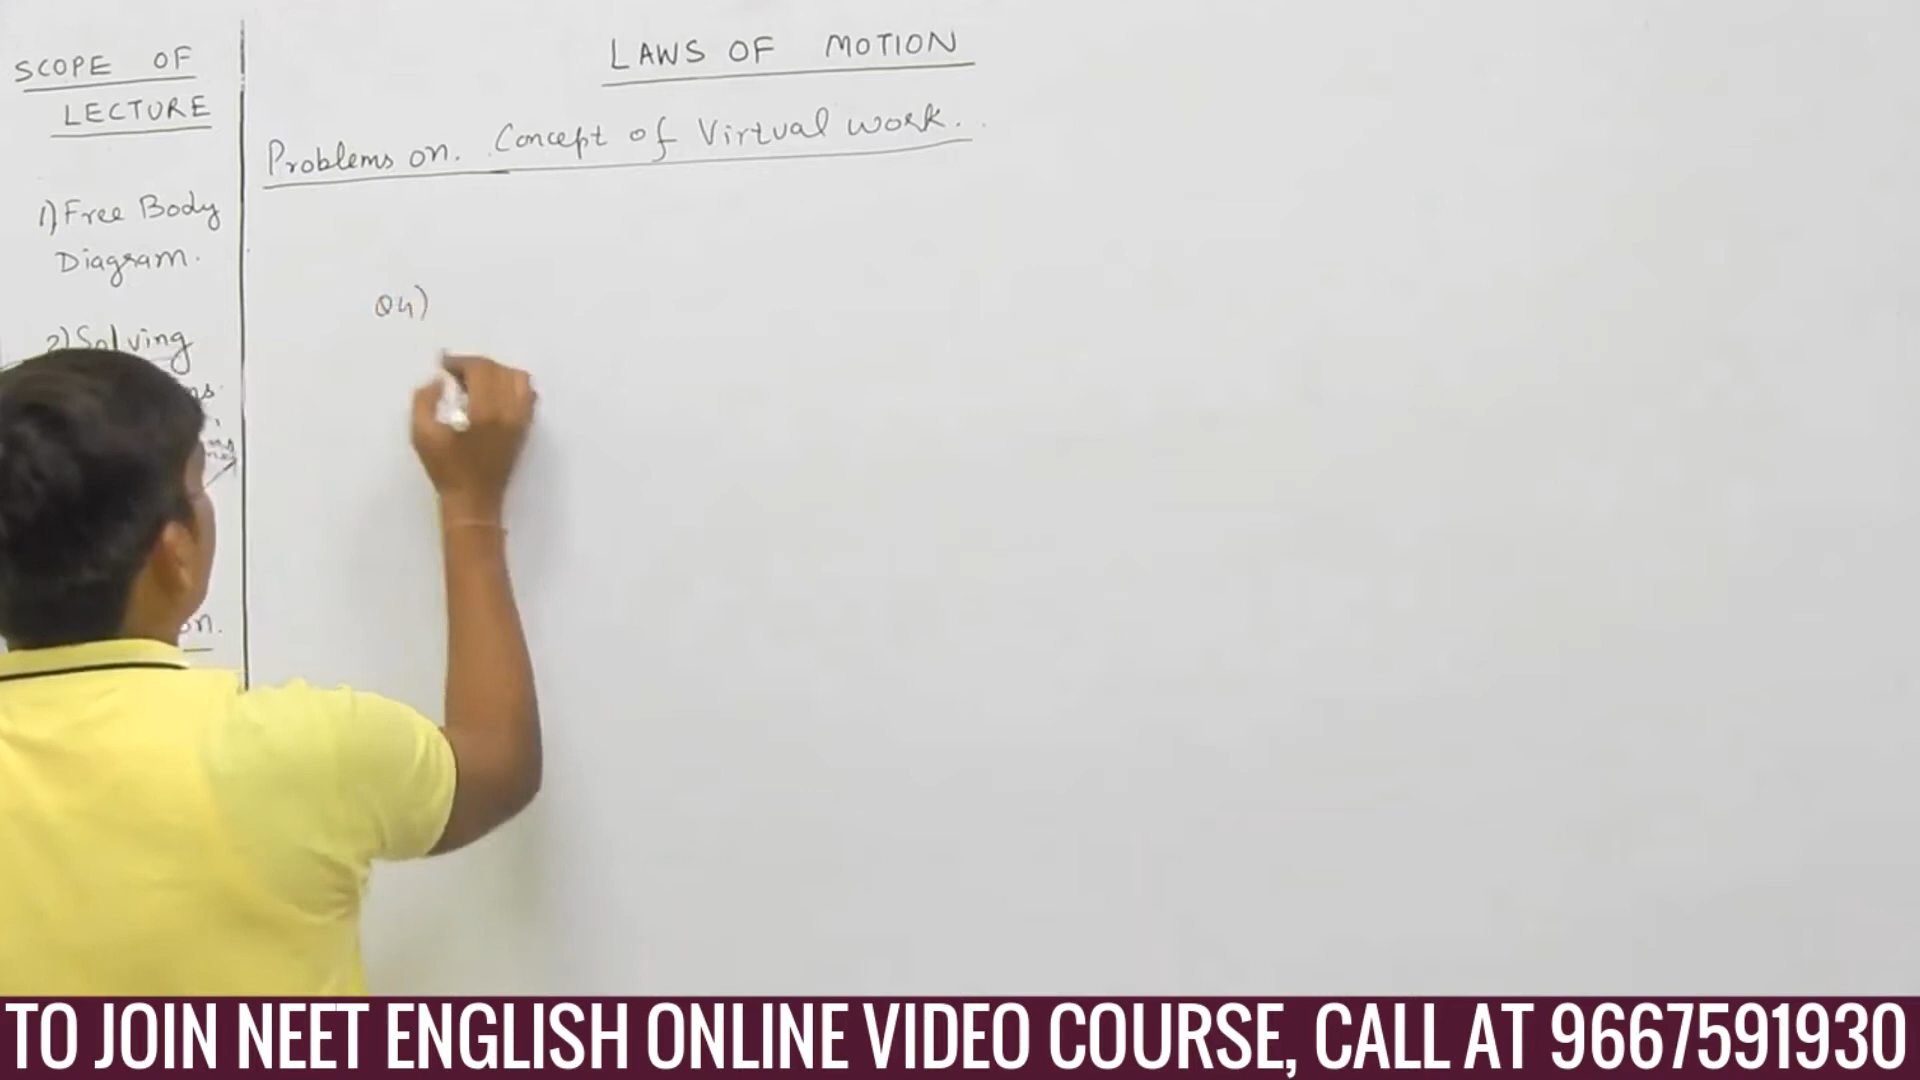 SCOPE OF
LECTURE
1) Free Body
Diagram.
2) Solving
LAWS OF MOTION
Problems on. Concept of Virtual work.
Q4)
TO JOIN NEET ENGLISH ONLINE VIDEO COURSE, CALL AT 9667591930